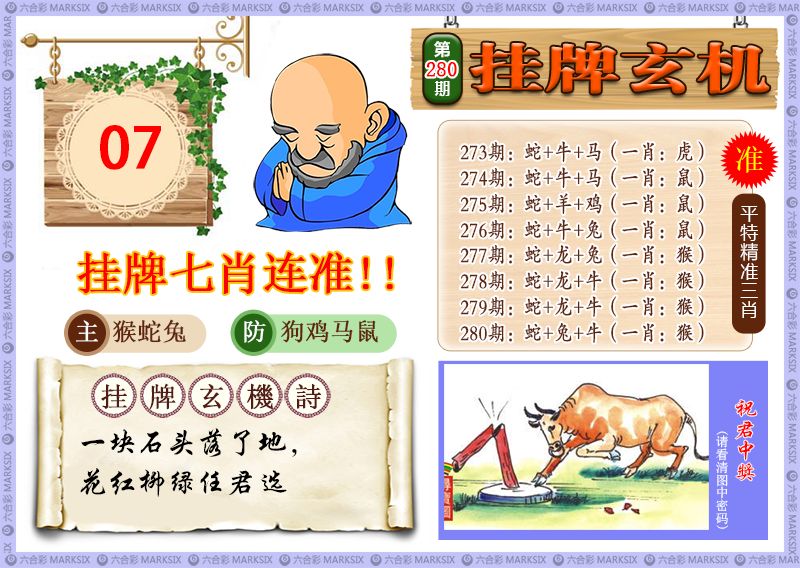 六合彩 MARKSIX
第280期
挂牌玄机
07
挂牌七肖连准!!
主 猴蛇兔
防 狗鸡马鼠
273期：蛇+牛+马（一肖：虎）
274期：蛇+牛+马（一肖：鼠）
275期：蛇+羊+鸡（一肖：鼠）
276期：蛇+牛+兔（一肖：鼠）
277期：蛇+龙+兔（一肖：猴）
278期：蛇+龙+牛（一肖：猴）
279期：蛇+龙+牛（一肖：猴）
280期：蛇+兔+牛（一肖：猴）
准
平特精准三肖
挂牌玄機詩
一块石头落了地，
花红柳绿任君选
祝君中奖
（请看清图中密码）